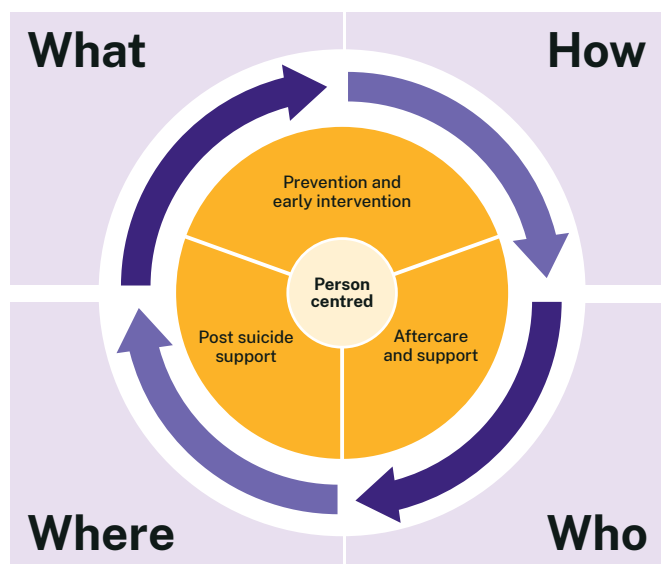 What
How
Prevention and
early intervention
Person
centred
Post suicide
support
Aftercare
and support
Where
Who